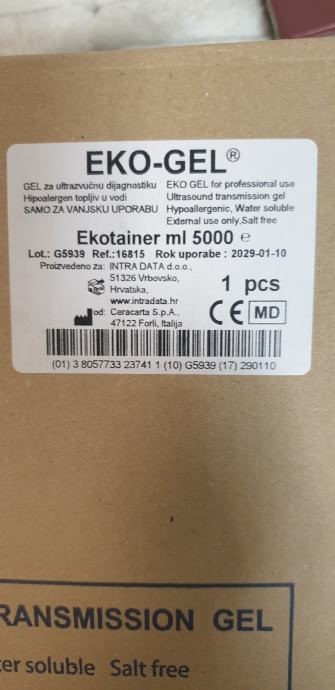 EKO-GEL®
GEL za ultrazvučnu dijagnostiku EKO GEL for professional use
Hipoalergen topljiv u vodi Ultrasound transmission gel
SAMO ZA VANJSKU UPORABU Hypoallergenic, Water soluble
External use only,Salt free
Ekotainer ml 5000 ℮
Lot.: G5939 Ref.:16815 Rok uporabe : 2029-01-10
Proizvedeno za: INTRA DATA d.o.o.,
51326 Vrbovsko,
Hrvatska,
www.intradata.hr
1 pcs
od: Ceracarta S.p.A.,
47122 Forli, Italija
CE MD
(01) 3 8057733 23741 1 (10) G5939 (17) 290110
RANSMISSION GEL
er soluble Salt free